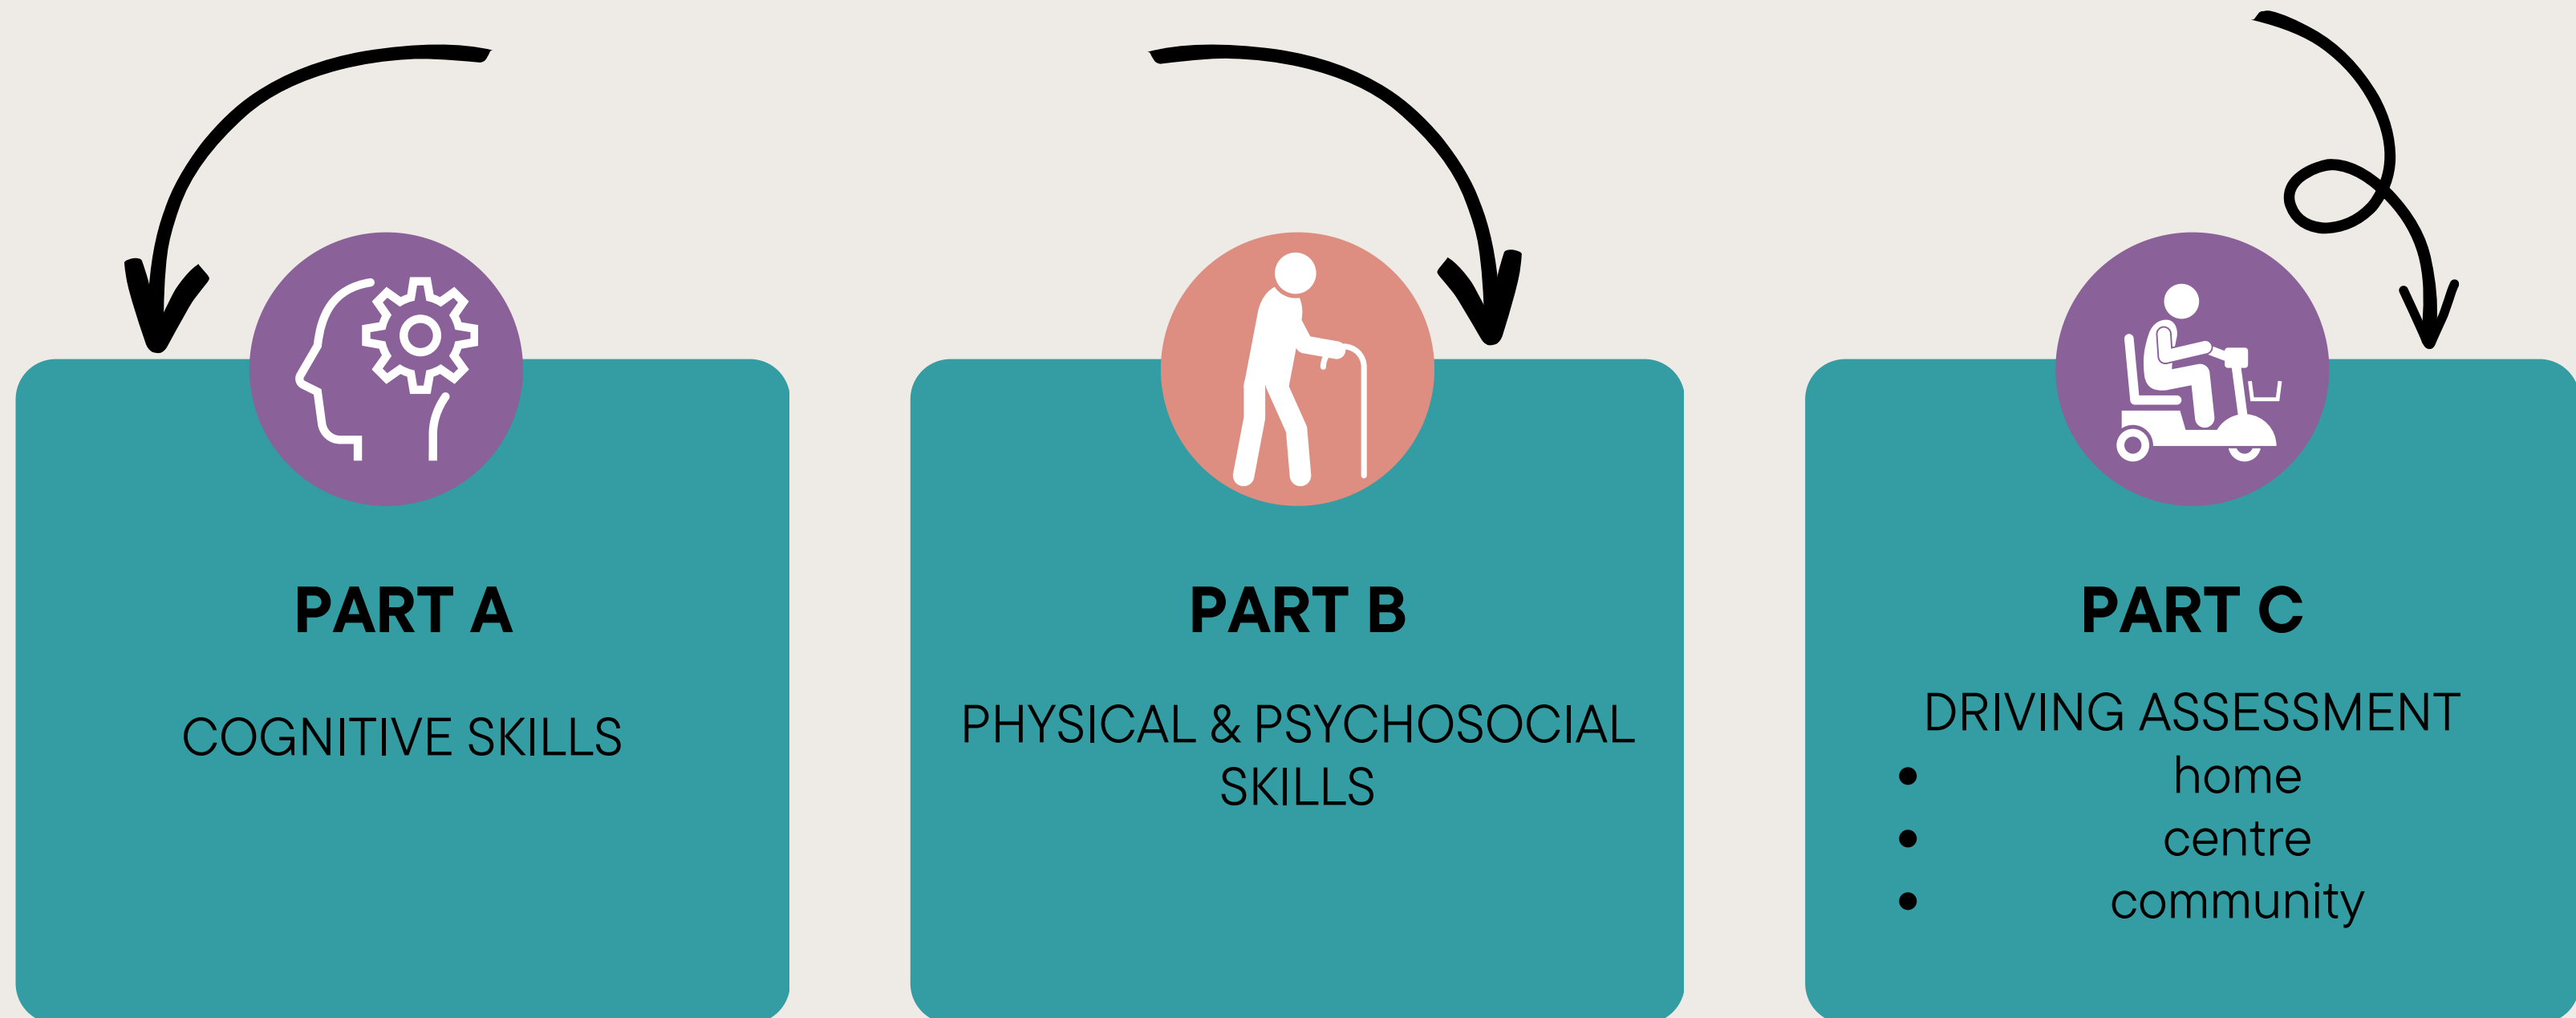 PART A
COGNITIVE SKILLS
PART B
PHYSICAL & PSYCHOSOCIAL
SKILLS
PART C
DRIVING ASSESSMENT
• home
• centre
• community